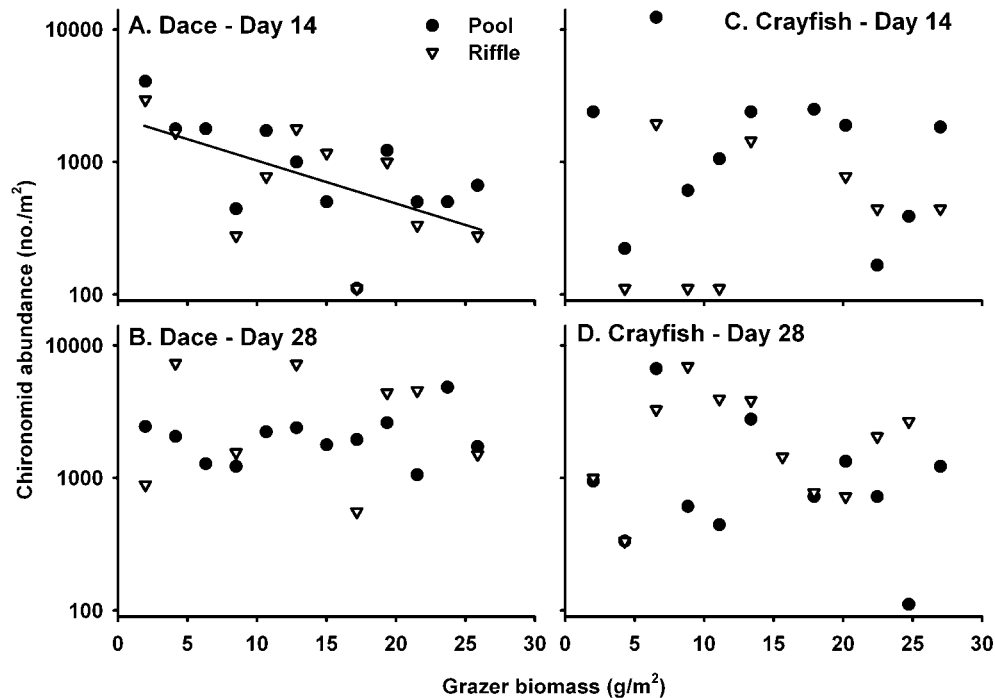 A. Dace - Day 14
Pool
Riffle
C. Crayfish - Day 14
10000
1000
100
B. Dace - Day 28
D. Crayfish - Day 28
10000
1000
100
Chironomid abundance (no./m²)
0 5 10 15 20 25 30
0 5 10 15 20 25 30
Grazer biomass (g/m²)